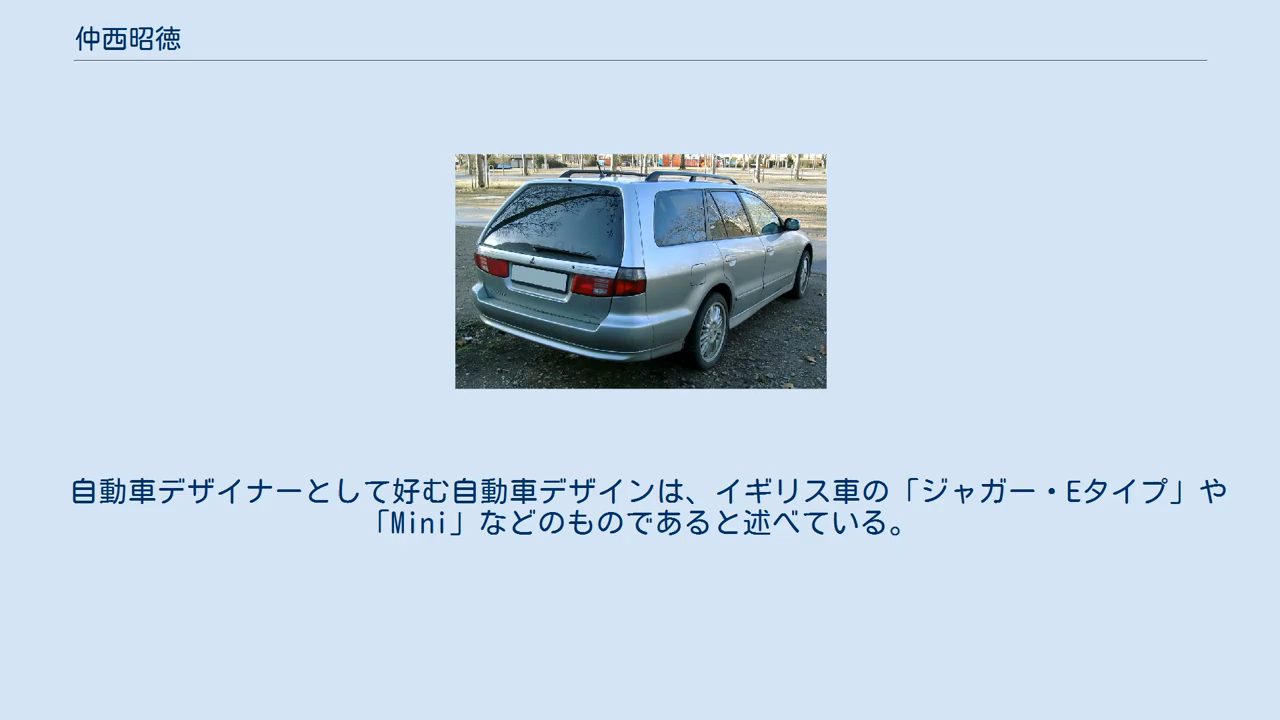 仲西昭徳
自動車デザイナーとして好む自動車デザインは、イギリス車の「ジャガー・Eタイプ」や
「Mini」などのものであると述べている。